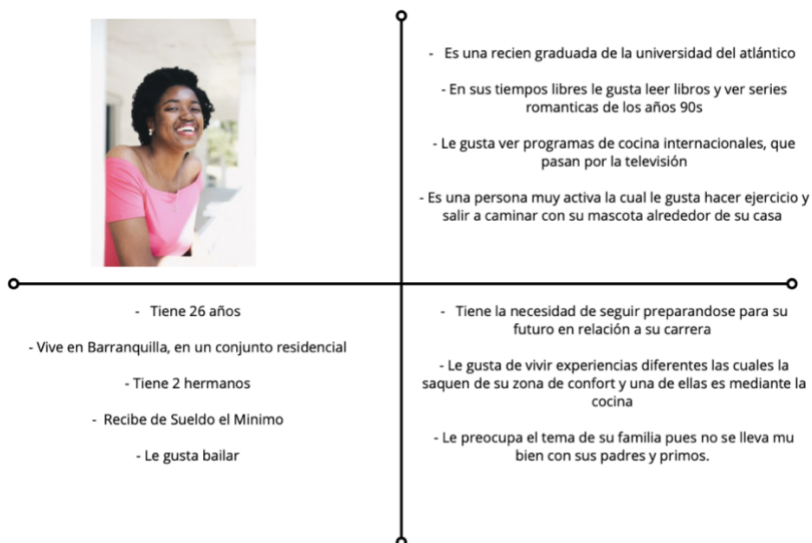 - Es una recien graduada de la universidad del atlántico
- En sus tiempos libres le gusta leer libros y ver series
romanticas de los años 90s
- Le gusta ver programas de cocina internacionales, que
pasan por la televisión
- Es una persona muy activa la cual le gusta hacer ejercicio y
salir a caminar con su mascota alrededor de su casa
- Tiene 26 años
- Vive en Barranquilla, en un conjunto residencial
- Tiene 2 hermanos
- Recibe de Sueldo el Minimo
- Le gusta bailar
- Tiene la necesidad de seguir preparandose para su
futuro en relación a su carrera
- Le gusta de vivir experiencias diferentes las cuales la
saquen de su zona de confort y una de ellas es mediante la
cocina
- Le preocupa el tema de su familia pues no se lleva mu
bien con sus padres y primos.